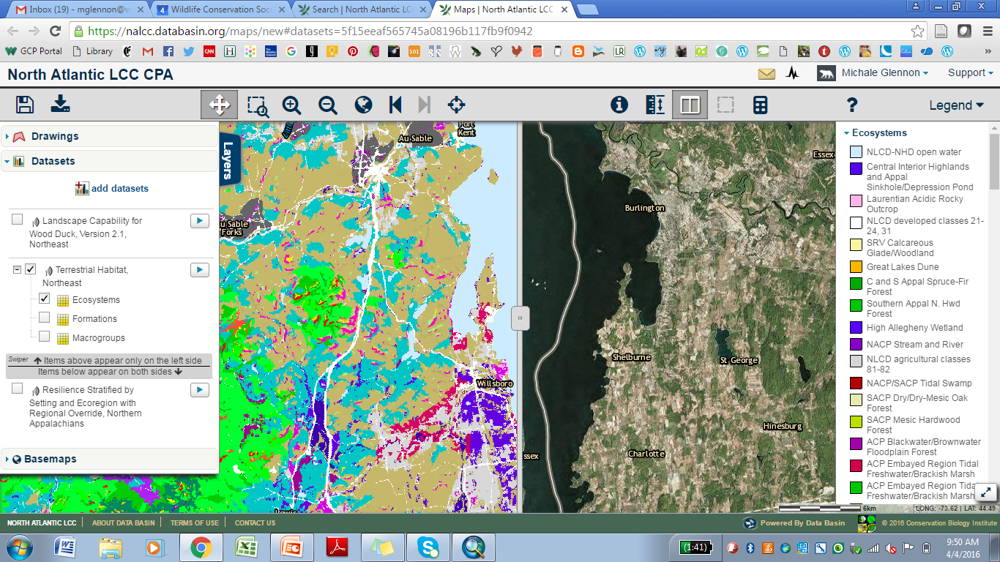 Inbox (19) - mglennon@w
4 Wildlife Conservation Soci
Search | North Atlantic LC
Maps | North Atlantic LCC
https://nalcc.databasin.org/maps/new#datasets=5f15eeaf565745a08196b117fb9f0942
GCP Portal
Library
North Atlantic LCC CPA
Michale Glennon
Support
Legend
Drawings
Datasets
add datasets
Landscape Capability for
Wood Duck, Version 2.1,
Northeast
Terrestrial Habitat,
Northeast
Ecosystems
Formations
Macrogroups
Swiper Items above appear only on the left side
Items below appear on both sides
Resilience Stratified by
Setting and Ecoregion with
Regional Override, Northern
Appalachians
Basemaps
Layers
Port
Kent
Au Sable
Au Sable
Forks
Willsboro
Essex
Burlington
Shelburne
St George
Hinesburg
Charlotte
ssex
6km
LONG: -73.62 | LAT: 44.49
Ecosystems
NLCD-NHD open water
Central Interior Highlands
and Appal
Sinkhole/Depression Pond
Laurentian Acidic Rocky
Outcrop
NLCD developed classes 21-
24, 31
SRV Calcareous
Glade/Woodland
Great Lakes Dune
C and S Appal Spruce-Fir
Forest
Southern Appal N. Hwd
Forest
High Allegheny Wetland
NACP Stream and River
NLCD agricultural classes
81-82
NACP/SACP Tidal Swamp
SACP Dry/Dry-Mesic Oak
Forest
SACP Mesic Hardwood
Forest
ACP Blackwater/Brownwater
Floodplain Forest
ACP Embayed Region Tidal
Freshwater/Brackish Marsh
ACP Embayed Region Tidal
Freshwater/Brackish Marsh
NORTH ATLANTIC LCC
ABOUT DATA BASIN
TERMS OF USE
CONTACT US
Powered By Data Basin
© 2016 Conservation Biology Institute
(1:41)
9:50 AM
4/4/2016